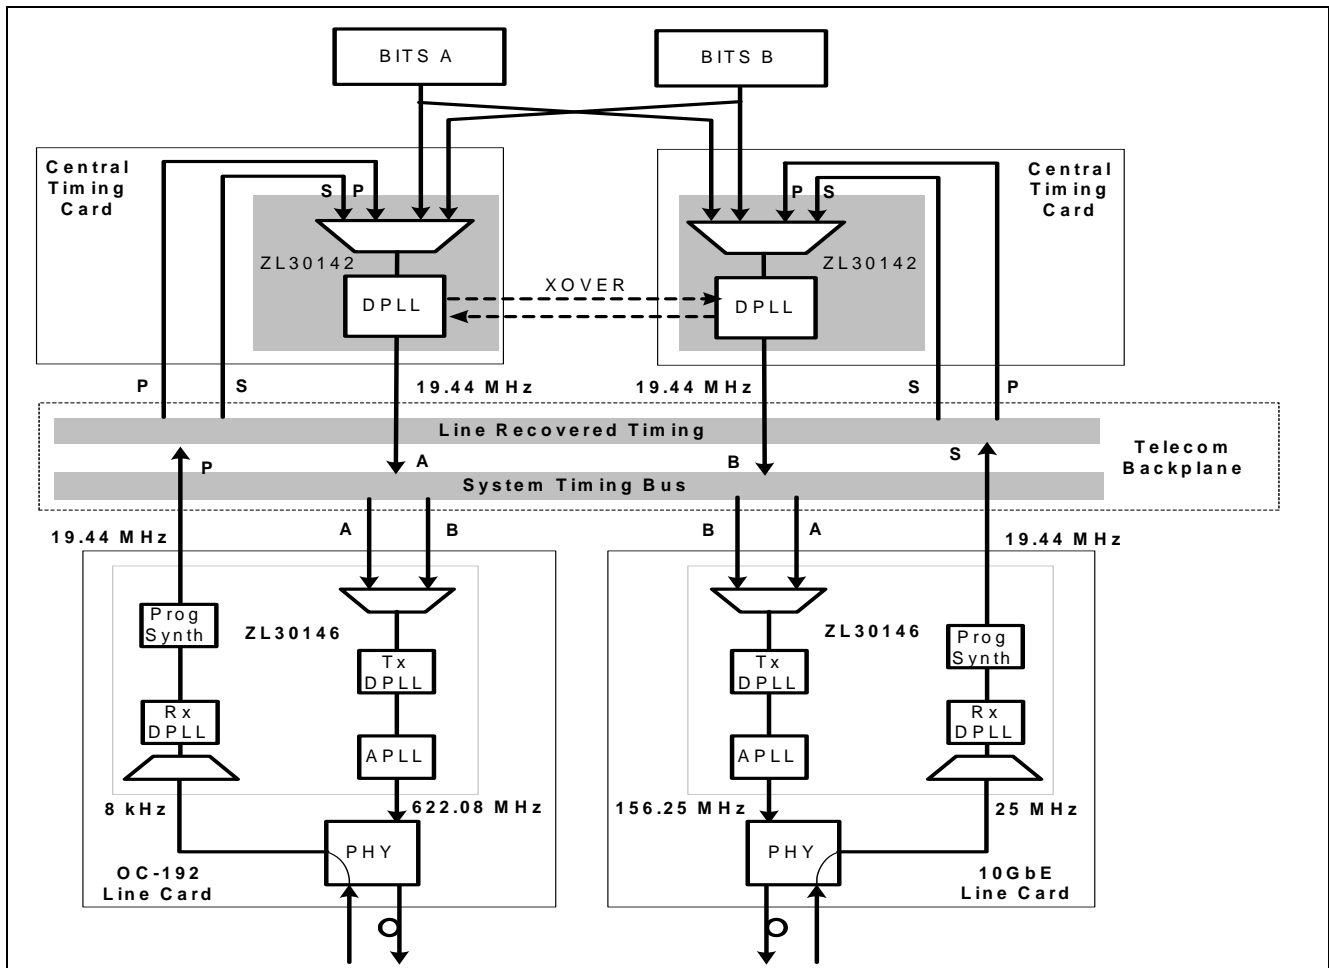 BITS A
BITS B
Central
Timing
Card
Central
Timing
Card
S P
P S
ZL30142
ZL30142
DPLL
XOVER
DPLL
P
S
19.44 MHz
19.44 MHz
S
P
Line Recovered Timing
Telecom
Backplane
P
A
B
S
System Timing Bus
19.44 MHz
A
B
B
A
19.44 MHz
Prog
Synth
ZL30146
ZL30146
Prog
Synth
Tx
DPLL
Tx
DPLL
Rx
DPLL
Rx
DPLL
APLL
APLL
8 kHz
622.08 MHz
156.25 MHz
25 MHz
PHY
PHY
OC-192
Line Card
10GbE
Line Card